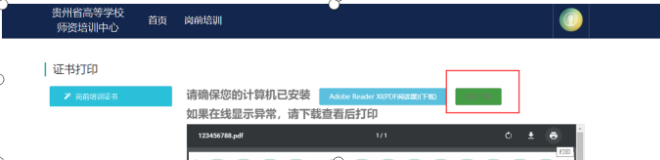 贵州省高等学校
师资培训中心
首页 岗前培训
证书打印
岗前培训证书
请确保您的计算机已安装 Adobe Reader XI(PDF阅读器)(下载)
如果在线显示异常，请下载查看后打印
123456788.pdf 1/1
打印